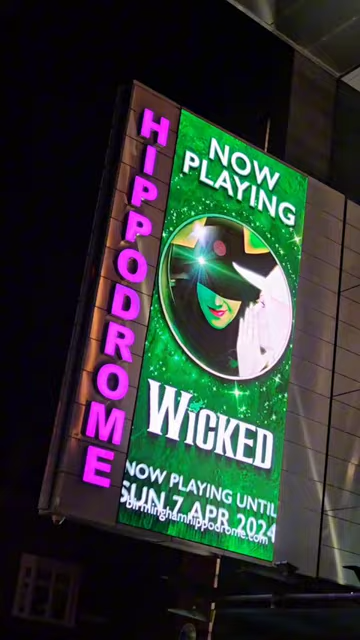 HIPPODROME
NOW
PLAYING
WICKED
NOW PLAYING UNTIL
SUN 7 APR 2024
birminghamhippodrome.com